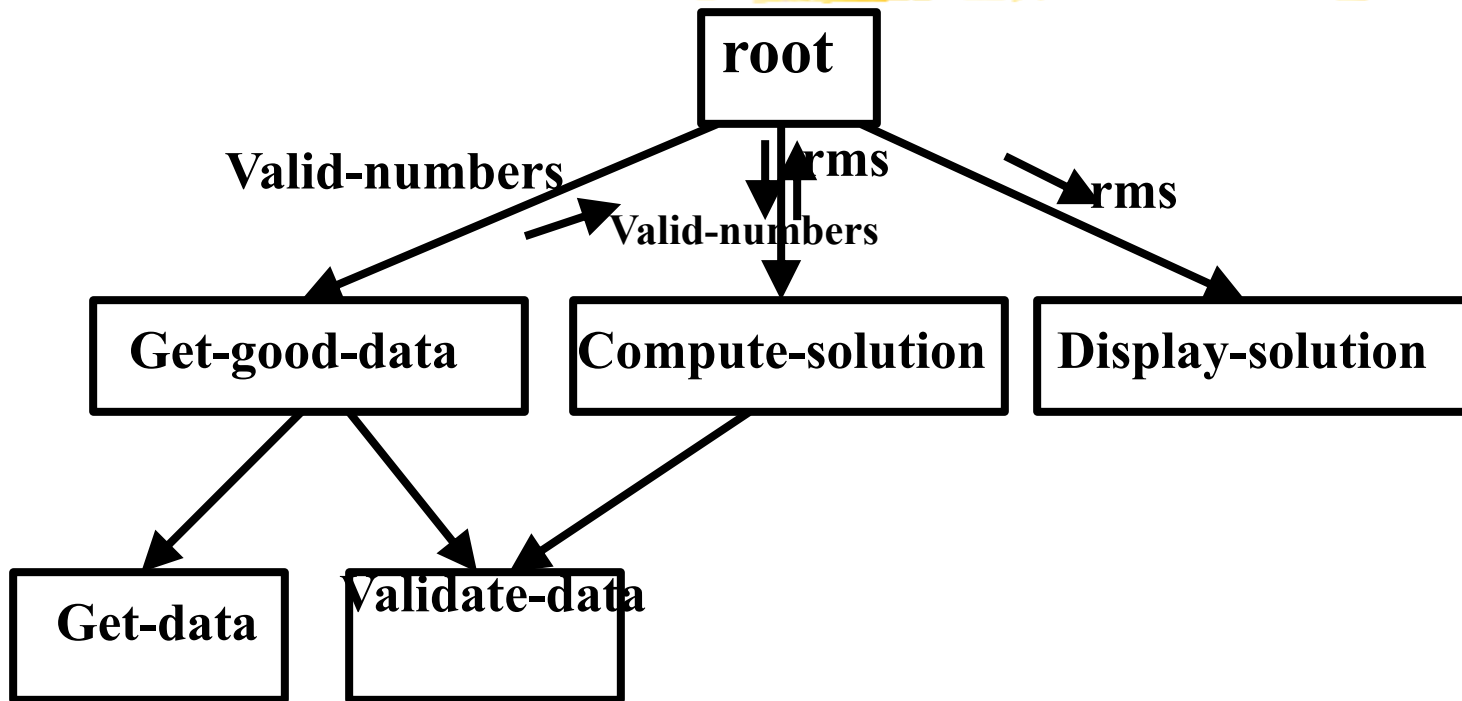 root
Valid-numbers
rms
rms
Valid-numbers
Get-good-data
Compute-solution
Display-solution
Get-data
Validate-data